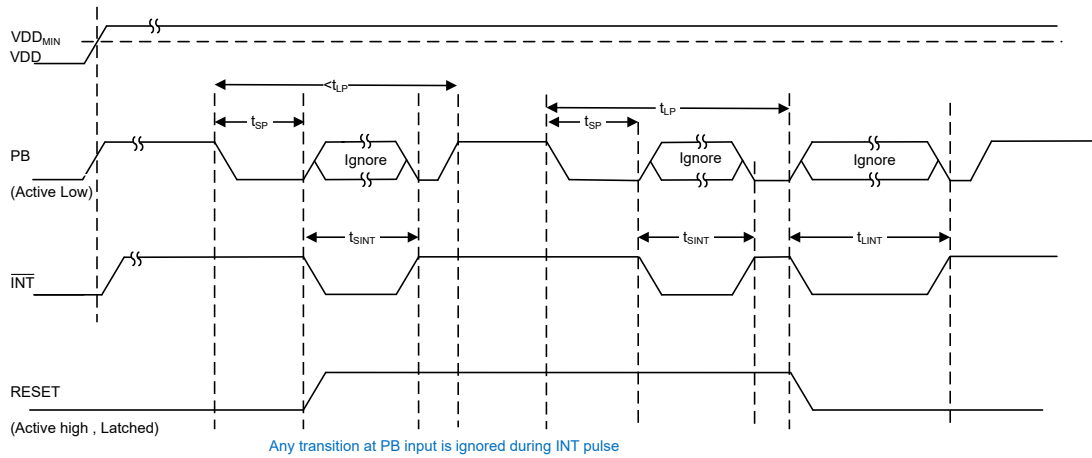 VDDMIN
VDD
<tLP
tLP
tSP
tSP
PB
Ignore
Ignore
Ignore
(Active Low)
tSINT
tSINT
tLINT
INT
RESET
(Active high , Latched)
Any transition at PB input is ignored during INT pulse